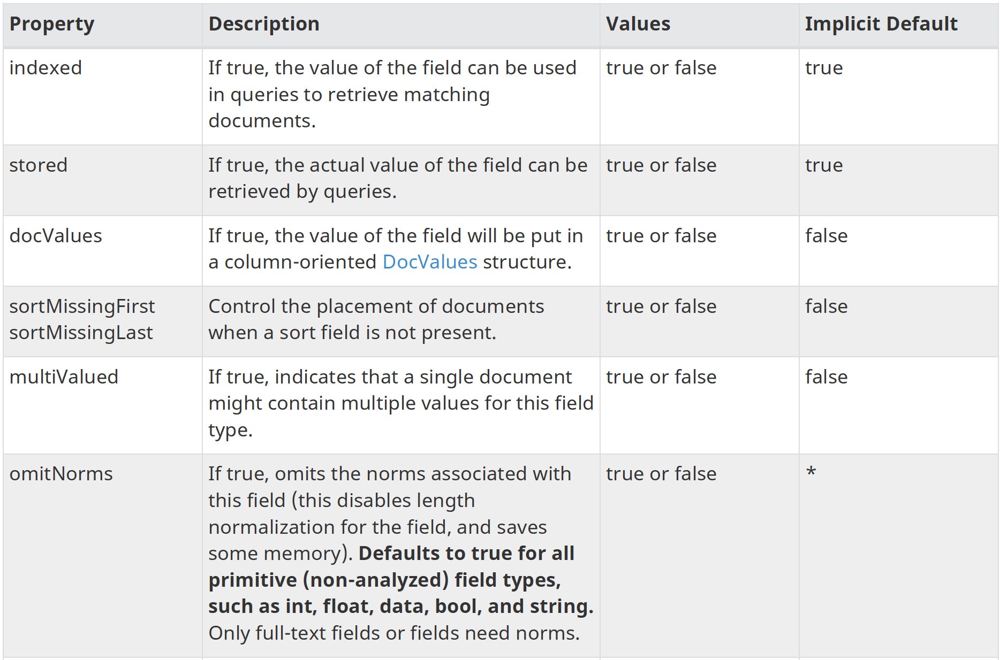 Property Description Values Implicit Default
indexed If true, the value of the field can be used true or false true
in queries to retrieve matching
documents.
stored If true, the actual value of the field can be true or false true
retrieved by queries.
docValues If true, the value of the field will be put in true or false false
a column-oriented DocValues structure.
sortMissingFirst Control the placement of documents true or false false
sortMissingLast when a sort field is not present.
multiValued If true, indicates that a single document true or false false
might contain multiple values for this field
type.
omitNorms If true, omits the norms associated with true or false *
this field (this disables length
normalization for the field, and saves
some memory). Defaults to true for all
primitive (non-analyzed) field types,
such as int, float, data, bool, and string.
Only full-text fields or fields need norms.